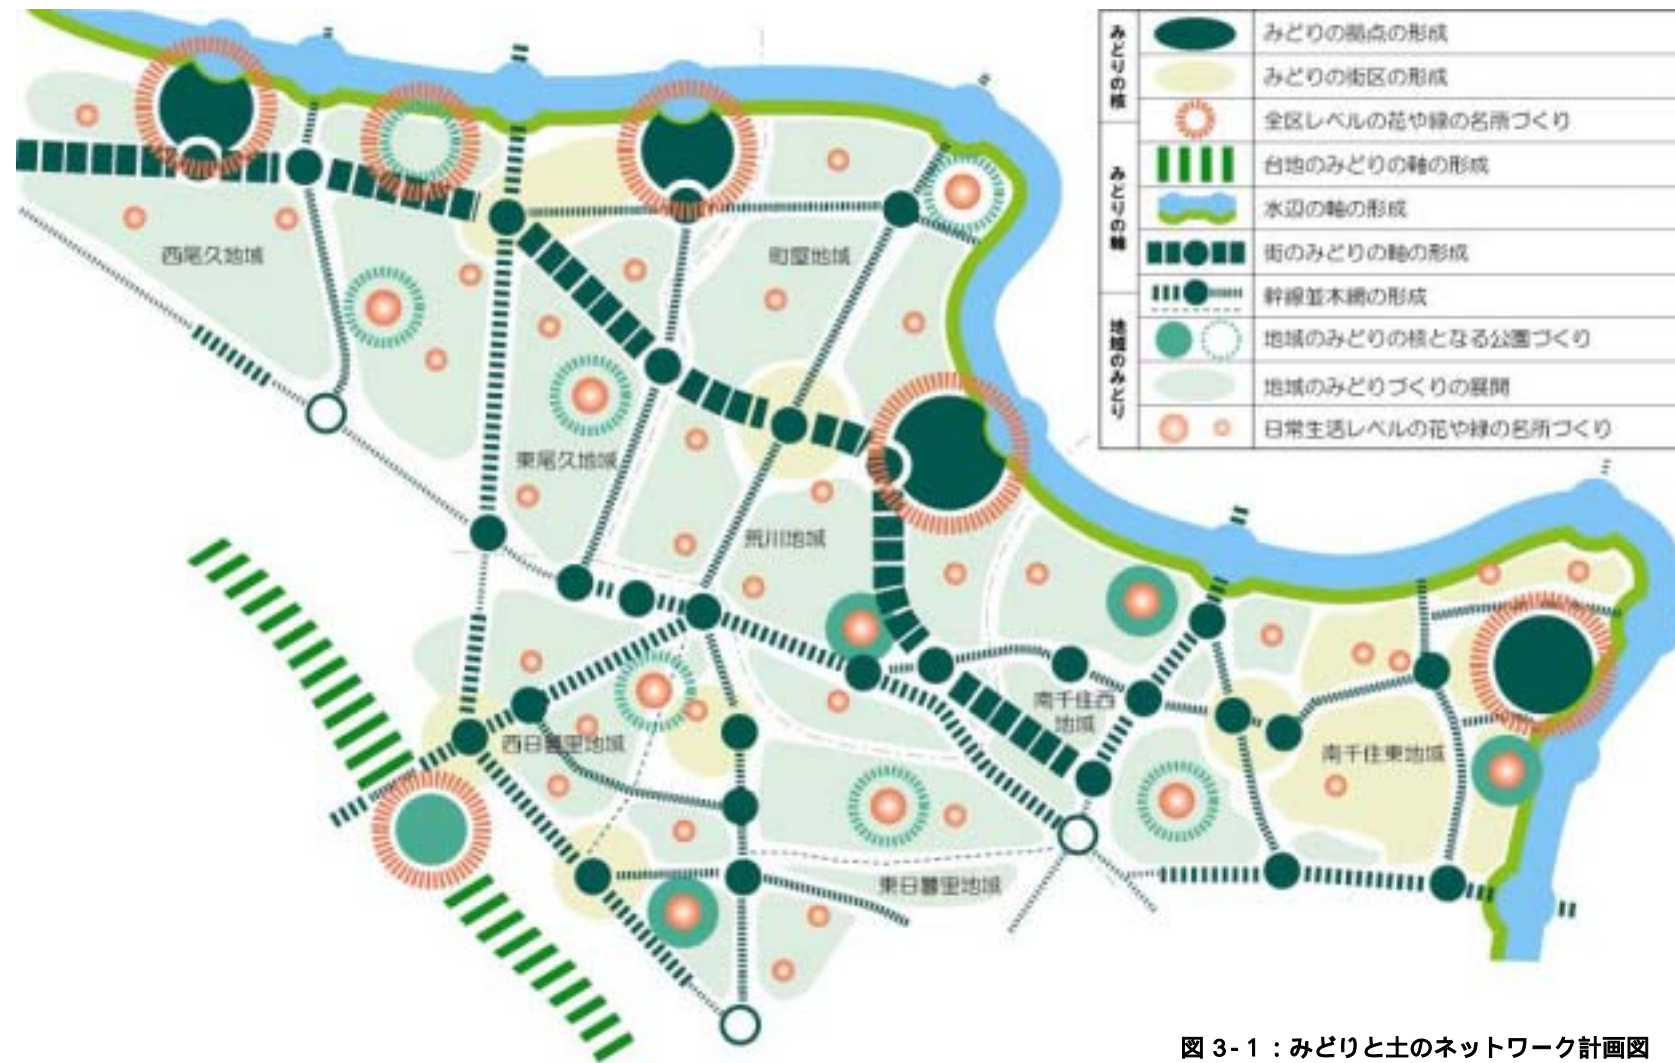 みどりの核
みどりの拠点の形成
みどりの街区の形成
全区レベルの花や緑の名所づくり
みどりの軸
台地のみどりの軸の形成
水辺の軸の形成
街のみどりの軸の形成
幹線並木網の形成
地域のみどり
地域のみどりの核となる公園づくり
地域のみどりづくりの展開
日常生活レベルの花や緑の名所づくり
西尾久地域
町屋地域
東尾久地域
荒川地域
南千住西
地域
西日暮里地域
南千住東地域
東日暮里地域
図 3-1:みどりと土のネットワーク計画図